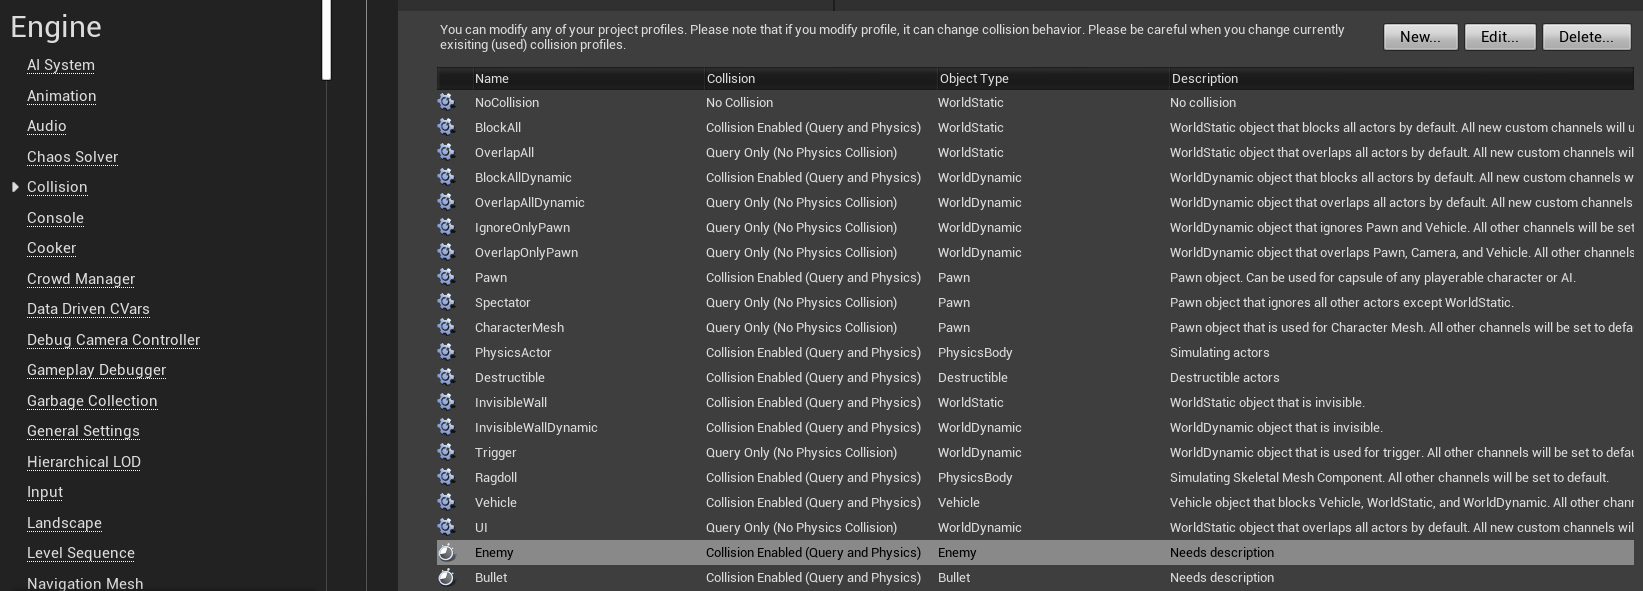 Engine
AI System
Animation
Audio
Chaos Solver
Collision
Console
Cooker
Crowd Manager
Data Driven CVars
Debug Camera Controller
Gameplay Debugger
Garbage Collection
General Settings
Hierarchical LOD
Input
Landscape
Level Sequence
Navigation Mesh
You can modify any of your project profiles. Please note that if you modify profile, it can change collision behavior. Please be careful when you change currently
exisiting (used) collision profiles.
New... Edit... Delete...
Name Collision Object Type Description
NoCollision No Collision WorldStatic No collision
BlockAll Collision Enabled (Query and Physics) WorldStatic WorldStatic object that blocks all actors by default. All new custom channels will u
OverlapAll Query Only (No Physics Collision) WorldStatic WorldStatic object that overlaps all actors by default. All new custom channels wil
BlockAllDynamic Collision Enabled (Query and Physics) WorldDynamic WorldDynamic object that blocks all actors by default. All new custom channels w
OverlapAllDynamic Query Only (No Physics Collision) WorldDynamic WorldDynamic object that overlaps all actors by default. All new custom channels
IgnoreOnlyPawn Query Only (No Physics Collision) WorldDynamic WorldDynamic object that ignores Pawn and Vehicle. All other channels will be set
OverlapOnlyPawn Query Only (No Physics Collision) WorldDynamic WorldDynamic object that overlaps Pawn, Camera, and Vehicle. All other channels
Pawn Collision Enabled (Query and Physics) Pawn Pawn object. Can be used for capsule of any playerable character or AI.
Spectator Query Only (No Physics Collision) Pawn Pawn object that ignores all other actors except WorldStatic.
CharacterMesh Query Only (No Physics Collision) Pawn Pawn object that is used for Character Mesh. All other channels will be set to defa
PhysicsActor Collision Enabled (Query and Physics) PhysicsBody Simulating actors
Destructible Collision Enabled (Query and Physics) Destructible Destructible actors
InvisibleWall Collision Enabled (Query and Physics) WorldStatic WorldStatic object that is invisible.
InvisibleWallDynamic Collision Enabled (Query and Physics) WorldDynamic WorldDynamic object that is invisible.
Trigger Query Only (No Physics Collision) WorldDynamic WorldDynamic object that is used for trigger. All other channels will be set to defau
Ragdoll Collision Enabled (Query and Physics) PhysicsBody Simulating Skeletal Mesh Component. All other channels will be set to default.
Vehicle Collision Enabled (Query and Physics) Vehicle Vehicle object that blocks Vehicle, WorldStatic, and WorldDynamic. All other chann
UI Query Only (No Physics Collision) WorldDynamic WorldStatic object that overlaps all actors by default. All new custom channels wil
Enemy Collision Enabled (Query and Physics) Enemy Needs description
Bullet Collision Enabled (Query and Physics) Bullet Needs description